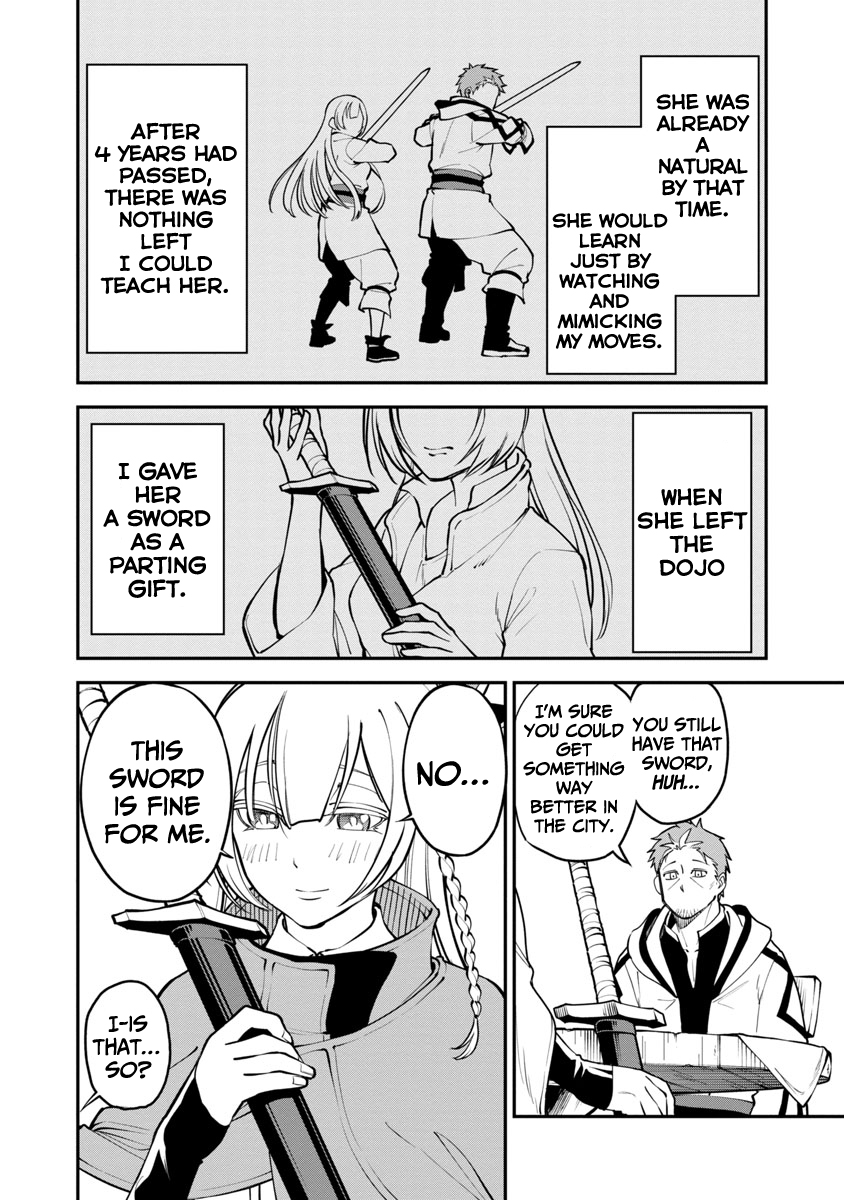 SHE WAS
ALREADY
A
NATURAL
BY THAT
TIME.
SHE WOULD
LEARN
JUST BY
WATCHING
AND
MIMICKING
MY MOVES.
AFTER
4 YEARS HAD
PASSED,
THERE WAS
NOTHING
LEFT
I COULD
TEACH HER.
WHEN
SHE LEFT
THE
DOJO
I GAVE
HER
A SWORD
AS A
PARTING
GIFT.
YOU STILL
HAVE THAT
SWORD,
HUH...
I'M SURE
YOU COULD
GET
SOMETHING
WAY
BETTER IN
THE CITY.
NO...
THIS
SWORD
IS FINE
FOR ME.
I-IS
THAT...
SO?